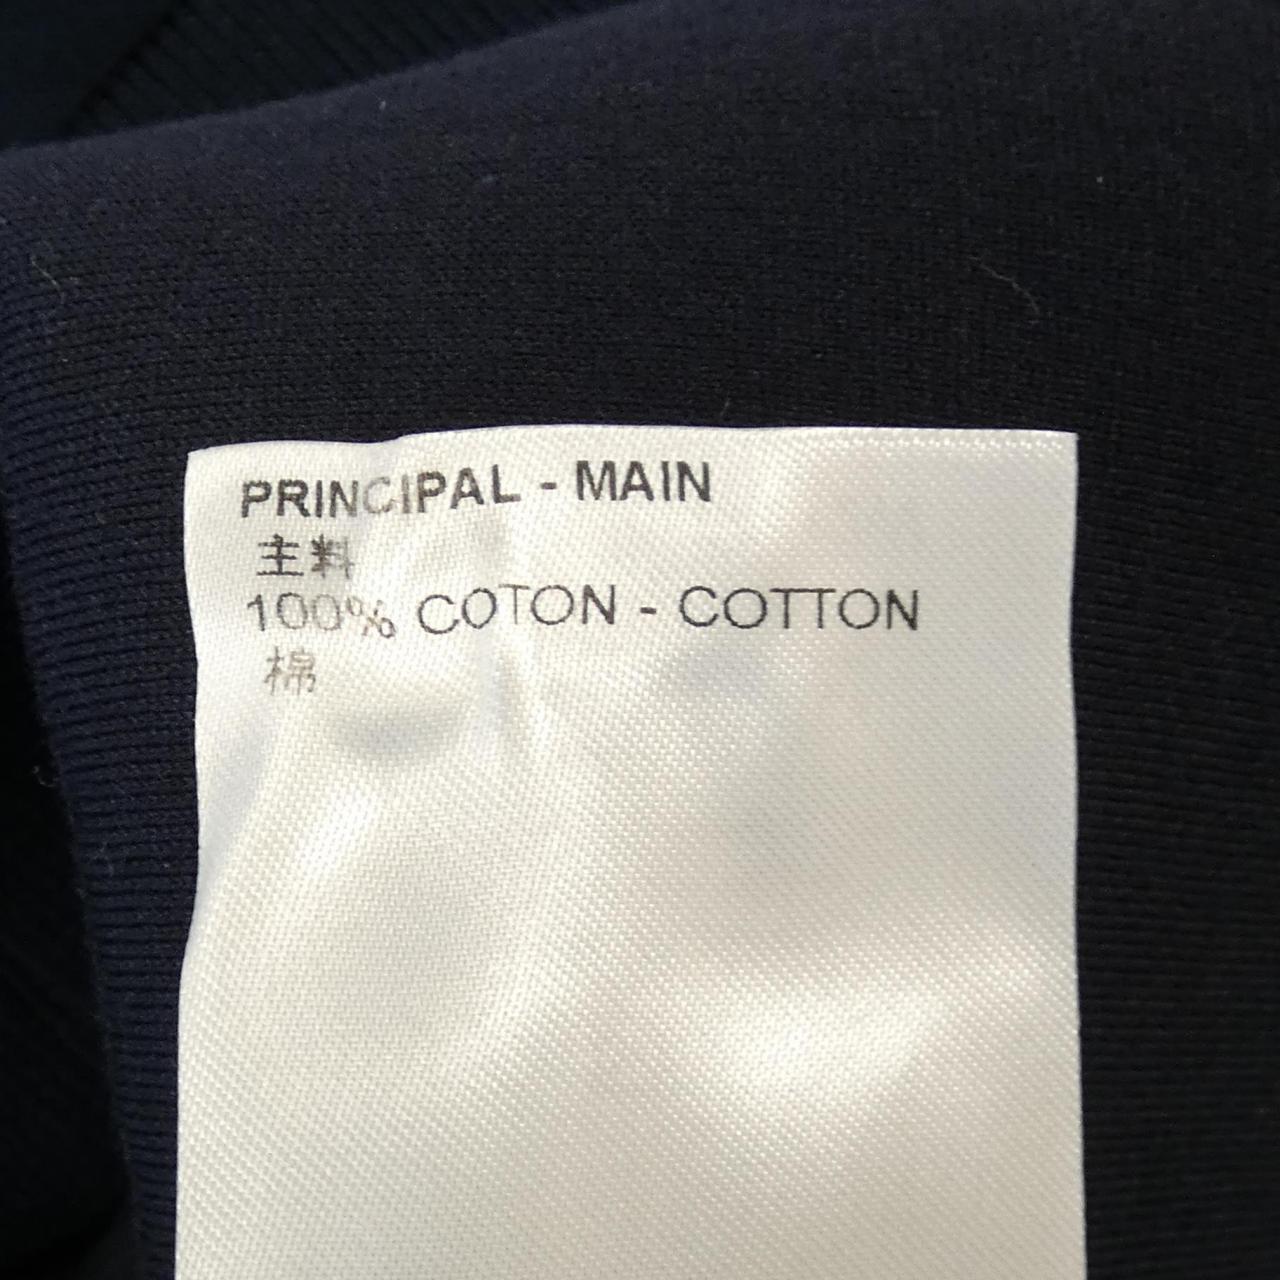 PRINCIPAL - MAIN
主料
100% COTON - COTTON
棉